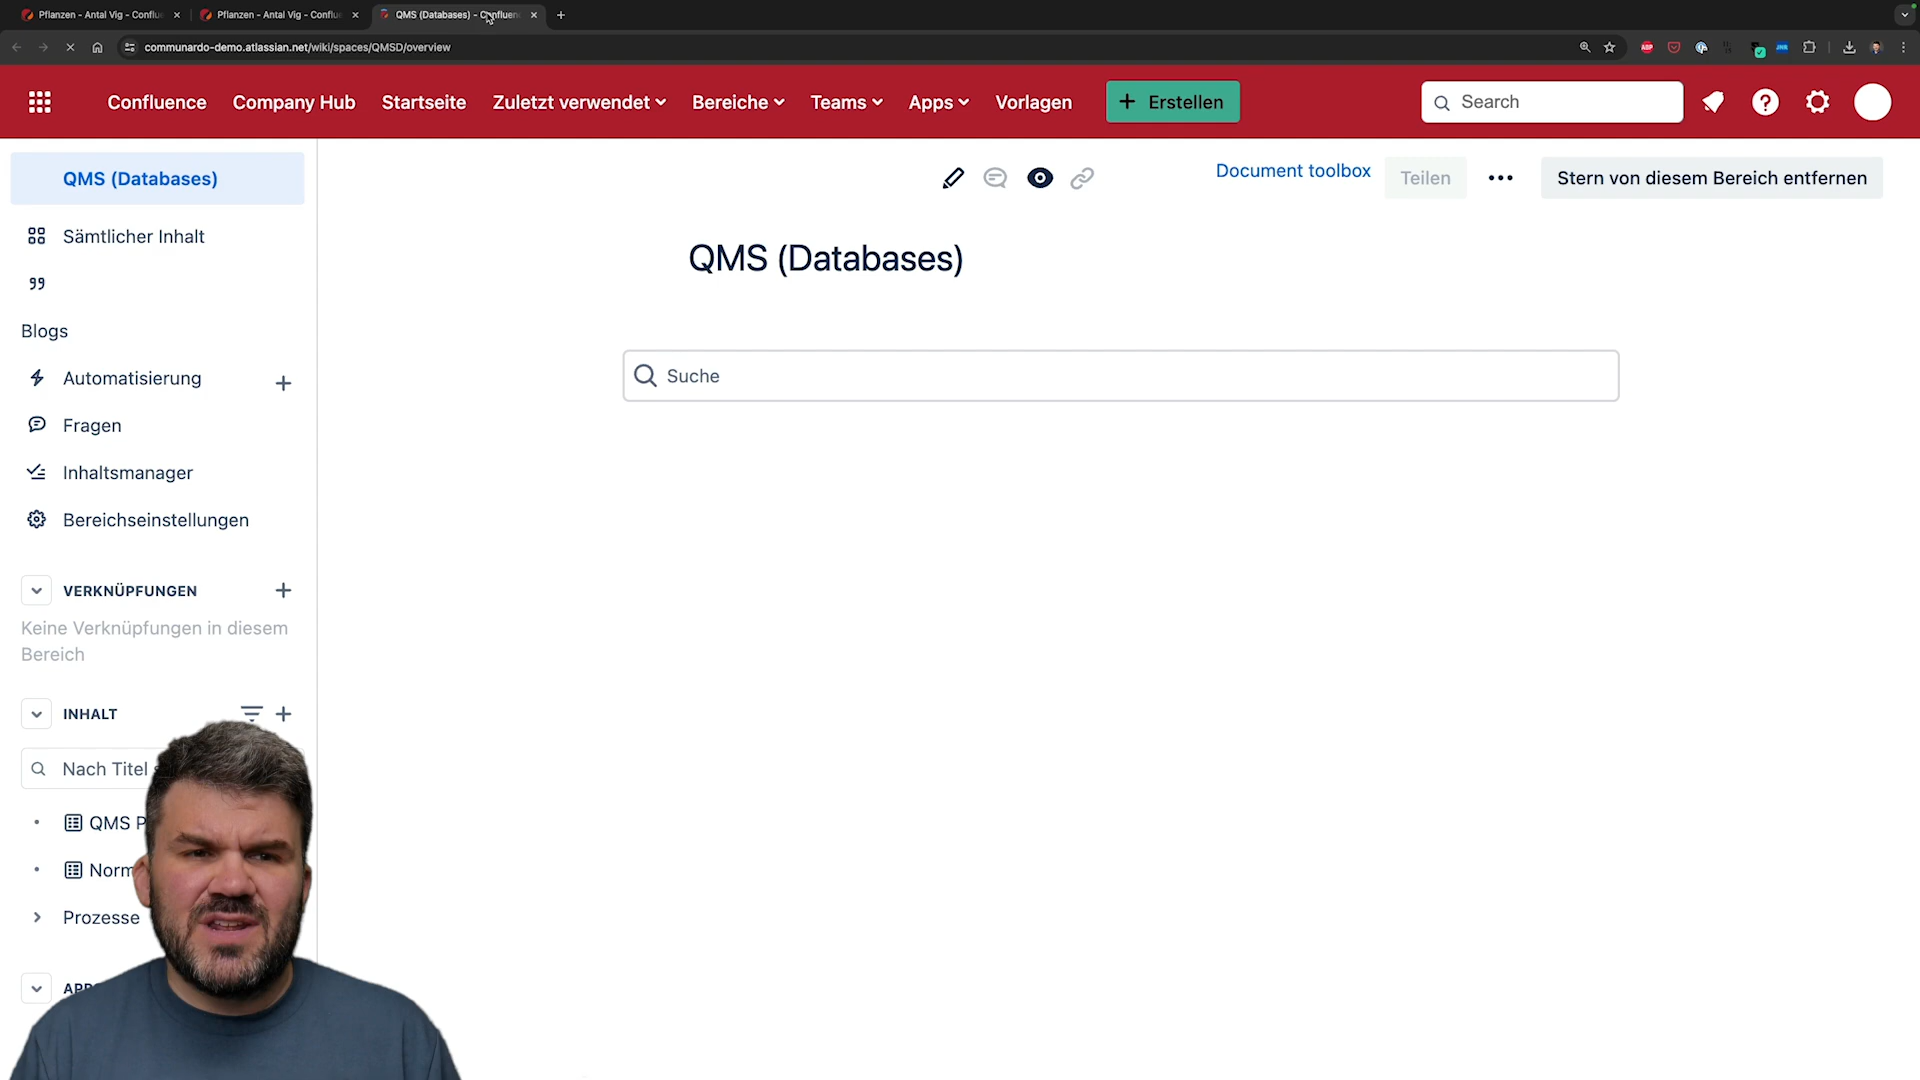 Pflanzen - Antal Vig - Conflu
Pflanzen - Antal Vig - Conflu
QMS (Databases) - Confluen
communardo-demo.atlassian.net/wiki/spaces/QMSD/overview
ABP
Confluence Company Hub Startseite Zuletzt verwendet Bereiche Teams Apps Vorlagen + Erstellen Search
QMS (Databases)
Document toolbox Teilen Stern von diesem Bereich entfernen
Sämtlicher Inhalt
QMS (Databases)
Blogs
Suche
Automatisierung
Fragen
Inhaltsmanager
Bereichseinstellungen
VERKNÜPFUNGEN
Keine Verknüpfungen in diesem
Bereich
INHALT
Nach Titel
QMS P
Norm
Prozesse